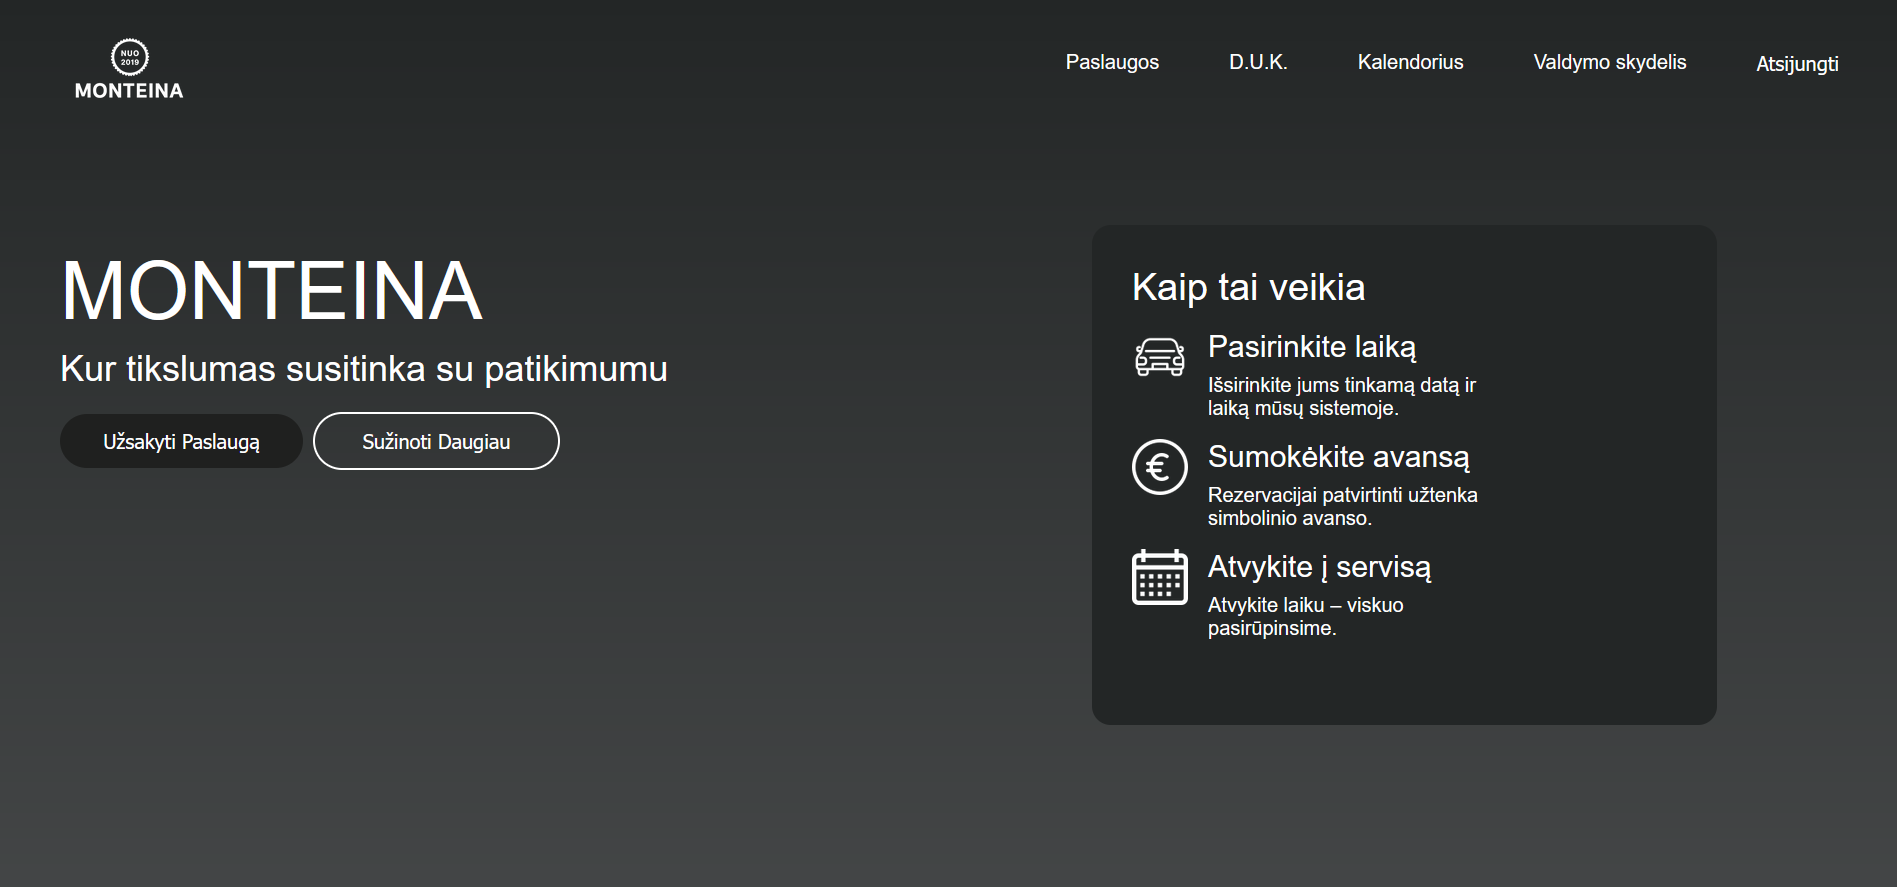 NUO
2019
MONTEINA
Paslaugos
D.U.K.
Kalendorius
Valdymo skydelis
Atsijungti
MONTEINA
Kur tikslumas susitinka su patikimumu
Užsakyti Paslaugą
Sužinoti Daugiau
Kaip tai veikia
Pasirinkite laiką
Išsirinkite jums tinkamą datą ir
laiką mūsų sistemoje.
€
Sumokėkite avansą
Rezervacijai patvirtinti užtenka
simbolinio avanso.
Atvykite į servisą
Atvykite laiku – viskuo
pasirūpinsime.